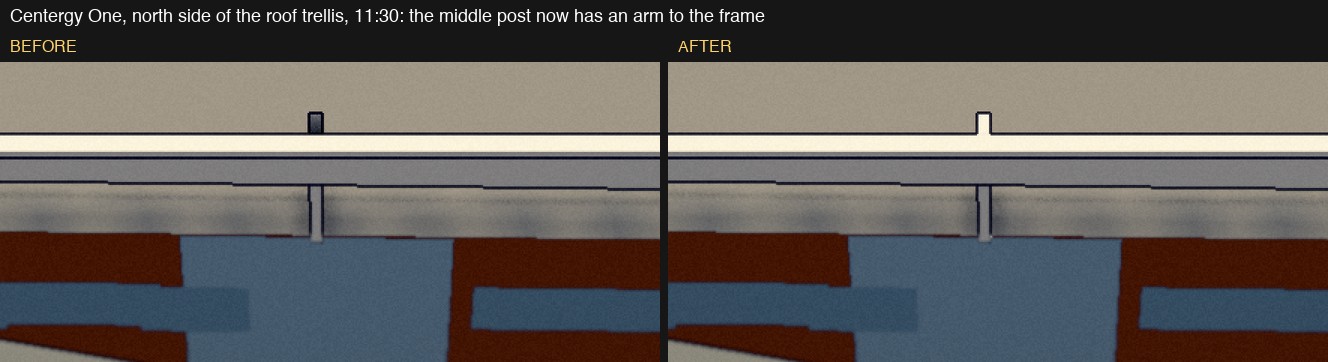 Centergy One, north side of the roof trellis, 11:30: the middle post now has an arm to the frame
BEFORE
AFTER